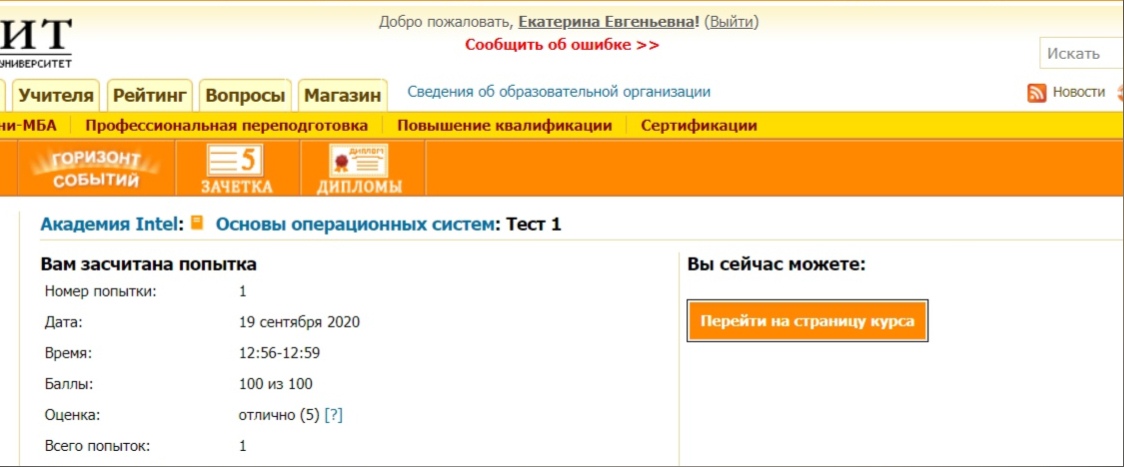 ИТ
УНИВЕРСИТЕТ
Добро пожаловать, Екатерина Евгеньевна! (Выйти)
Сообщить об ошибке >>
Искать
Учителя Рейтинг Вопросы Магазин Сведения об образовательной организации Новости
ни-МБА Профессиональная переподготовка Повышение квалификации Сертификации
ГОРИЗОНТ СОБЫТИЙ
5 ЗАЧЕТКА
ДИПЛОМ ДИПЛОМЫ
Академия Intel: Основы операционных систем: Тест 1
Вам засчитана попытка
Номер попытки: 1
Дата: 19 сентября 2020
Время: 12:56-12:59
Баллы: 100 из 100
Оценка: отлично (5) [?]
Всего попыток: 1
Вы сейчас можете:
Перейти на страницу курса